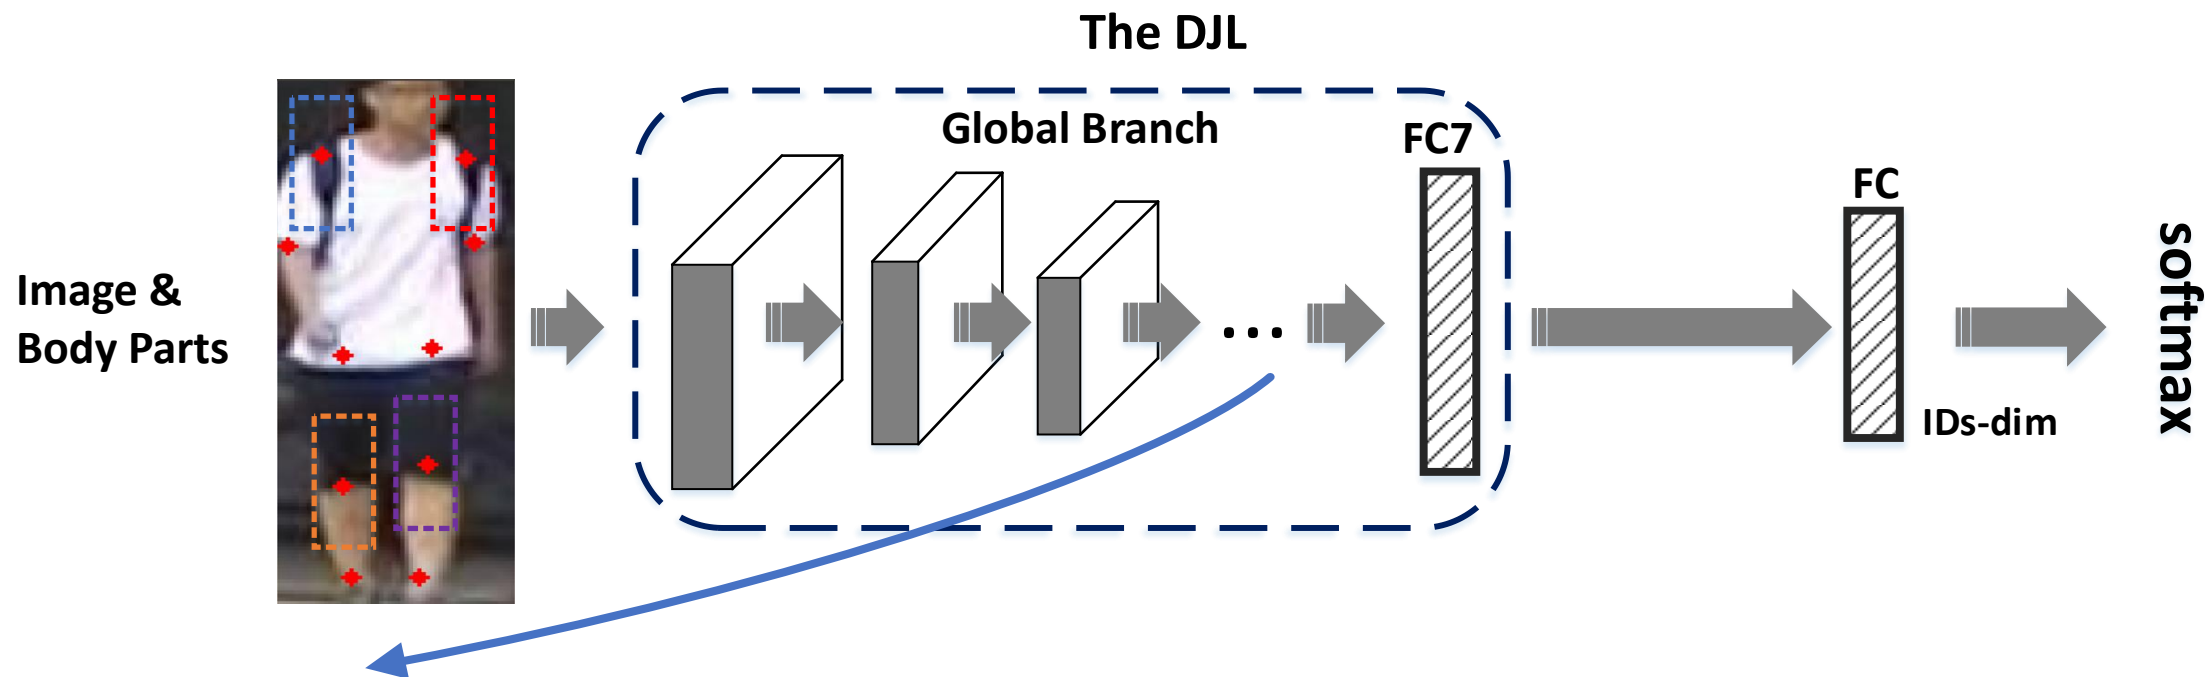 The DJL
Image &
Body Parts
Global Branch
FC7
...
FC
IDs-dim
softmax